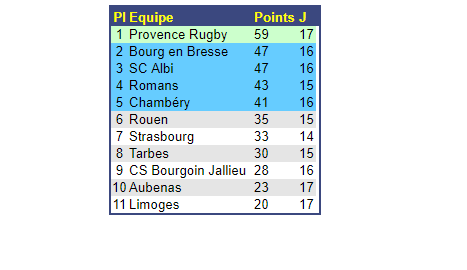 Pl Equipe Points J
1 Provence Rugby 59 17
2 Bourg en Bresse 47 16
3 SC Albi 47 16
4 Romans 43 15
5 Chambéry 41 16
6 Rouen 35 15
7 Strasbourg 33 14
8 Tarbes 30 15
9 CS Bourgoin Jallieu 28 16
10 Aubenas 23 17
11 Limoges 20 17